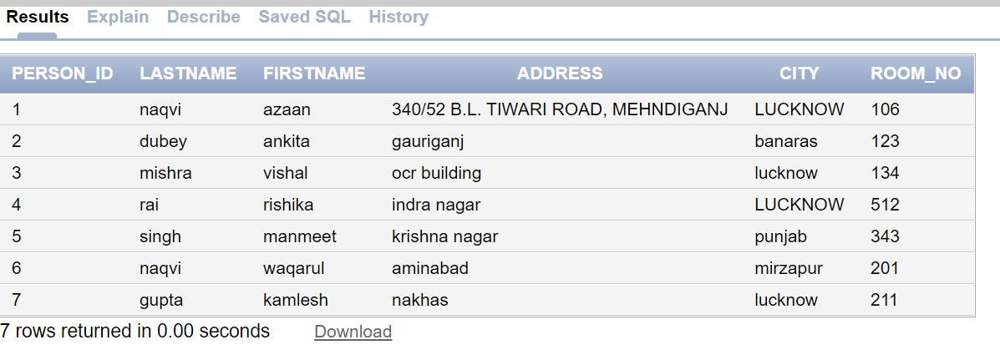 Results Explain Describe Saved SQL History
PERSON_ID LASTNAME FIRSTNAME ADDRESS CITY ROOM_NO
1 naqvi azaan 340/52 B.L. TIWARI ROAD, MEHNDIGANJ LUCKNOW 106
2 dubey ankita gauriganj banaras 123
3 mishra vishal ocr building lucknow 134
4 rai rishika indra nagar LUCKNOW 512
5 singh manmeet krishna nagar punjab 343
6 naqvi waqarul aminabad mirzapur 201
7 gupta kamlesh nakhas lucknow 211
7 rows returned in 0.00 seconds Download